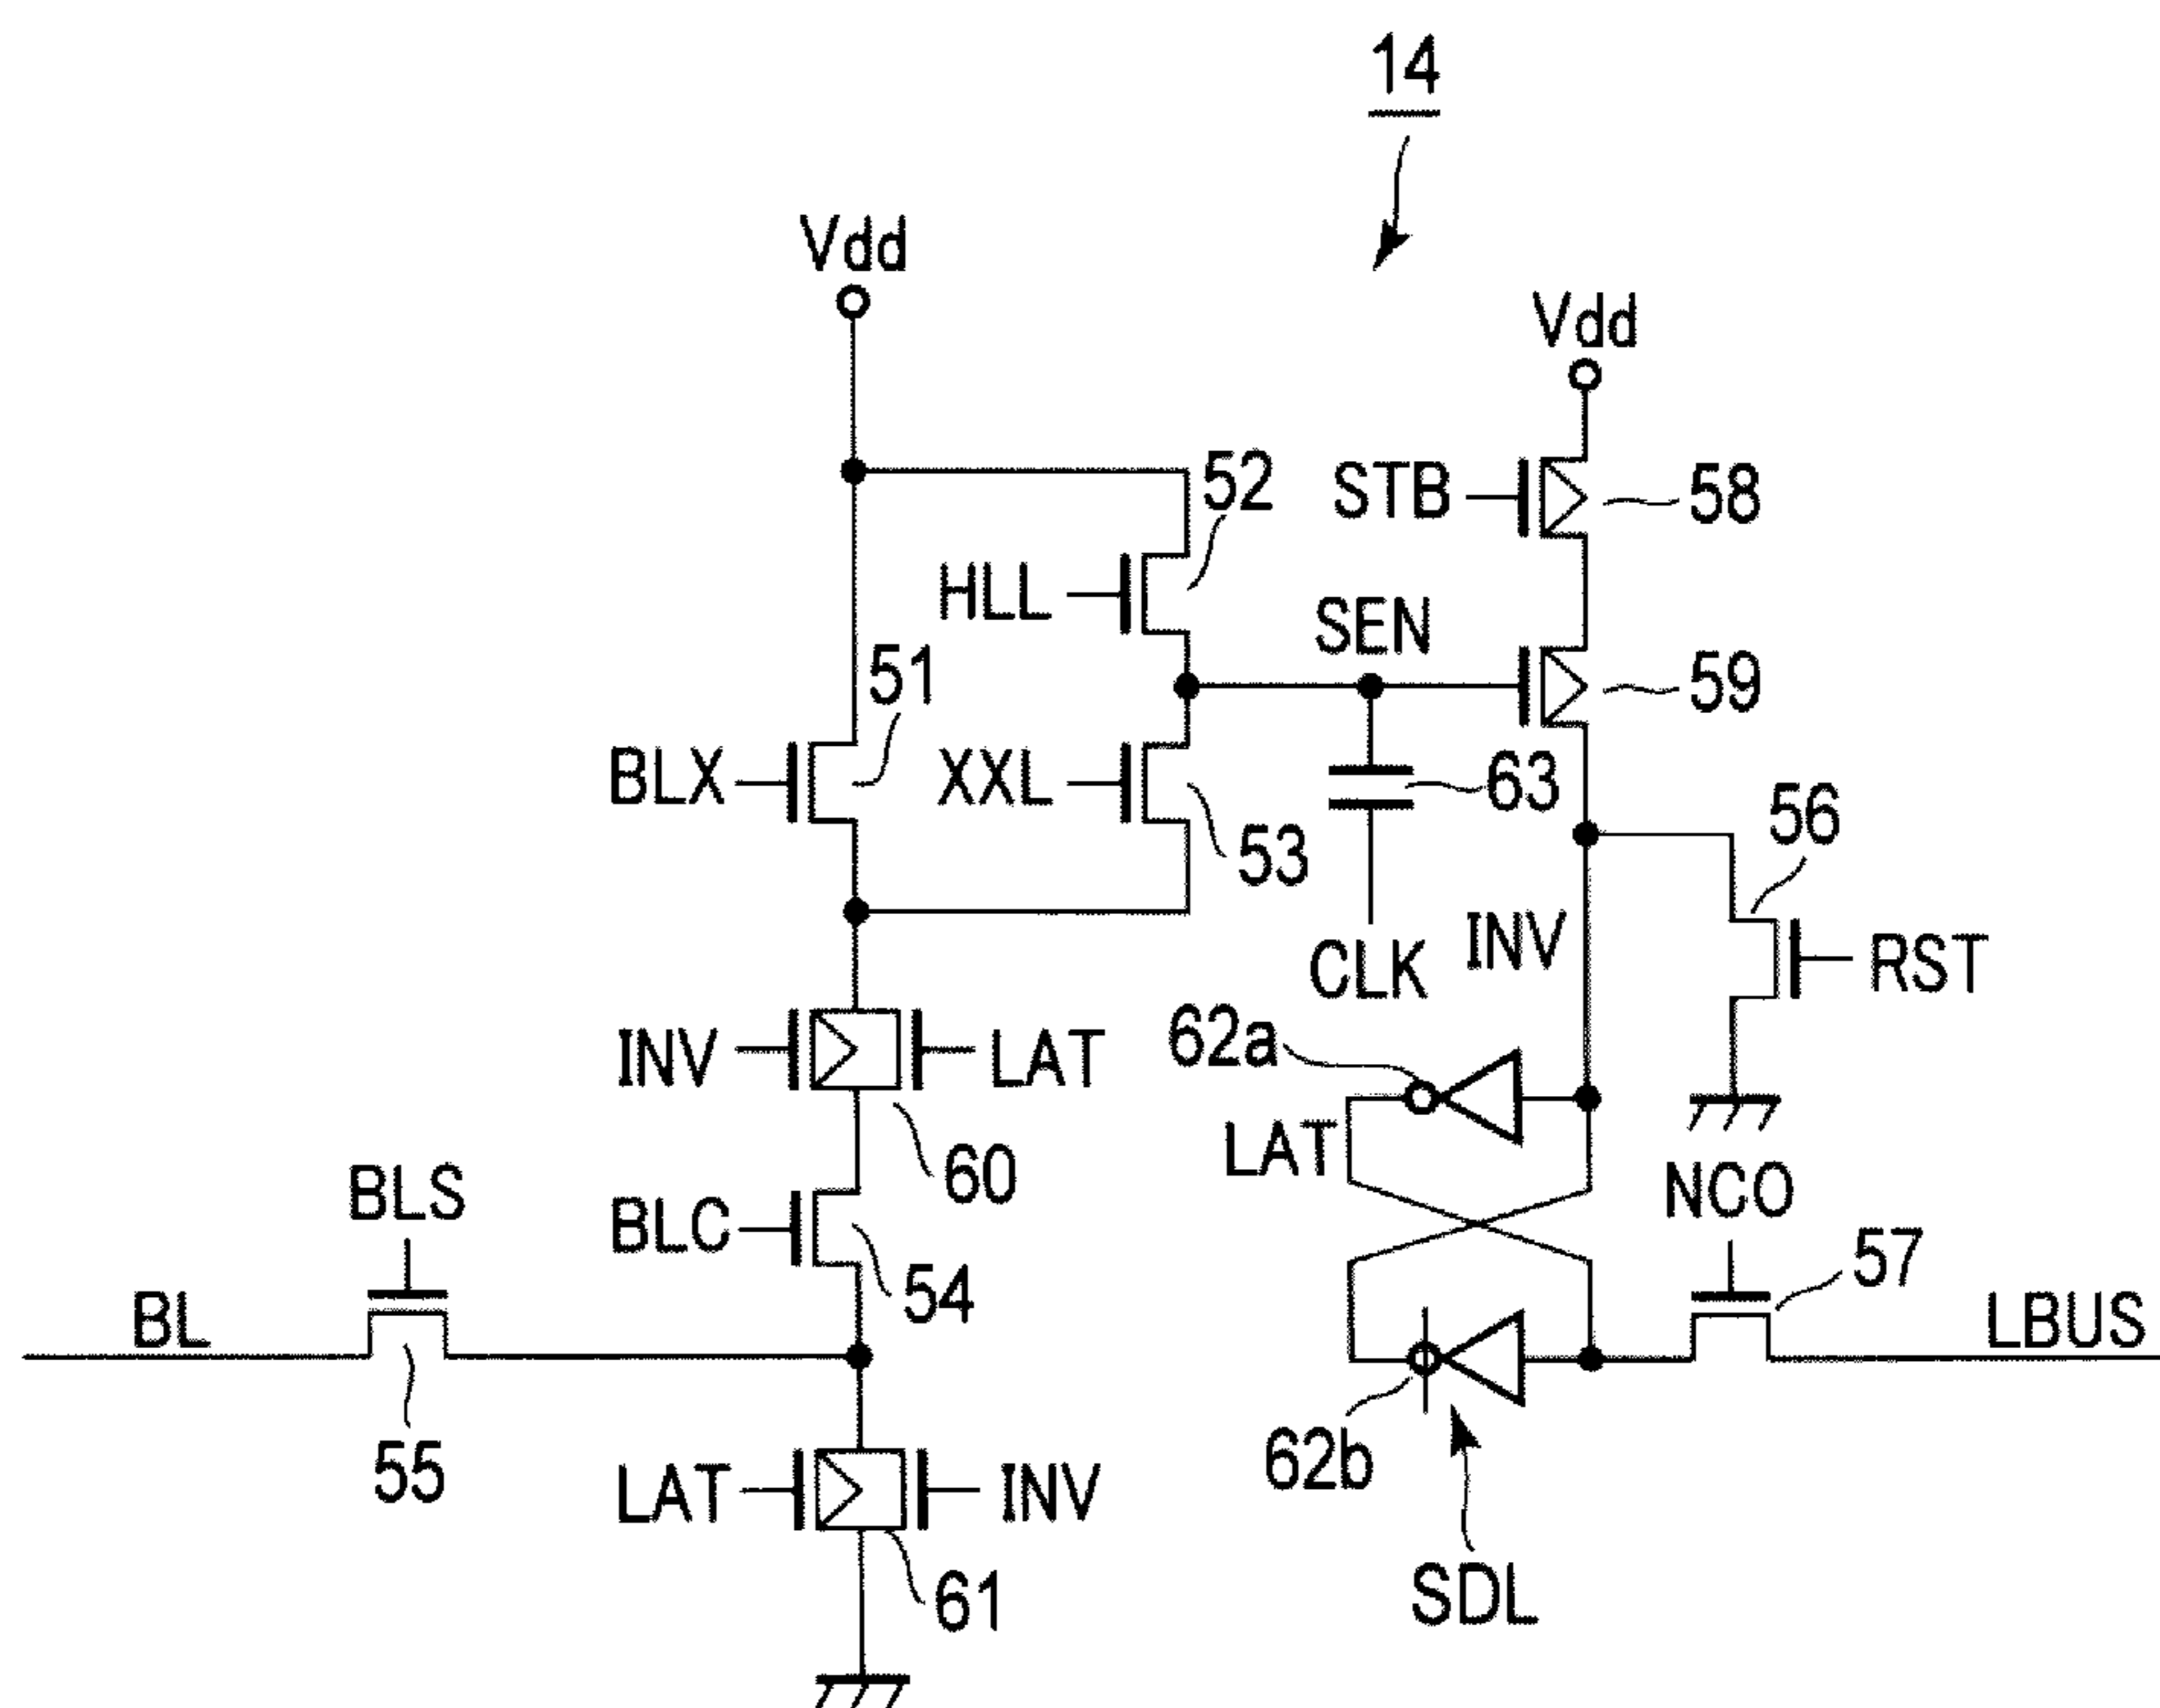 14
Vdd
Vdd
52
STB
58
HLL
SEN
51
59
BLX
XXL
63
56
53
INV
CLK
RST
62a
INV
LAT
LAT
60
NCO
BLS
BLC
57
54
BL
LBUS
55
62b
LAT
INV
61
SDL